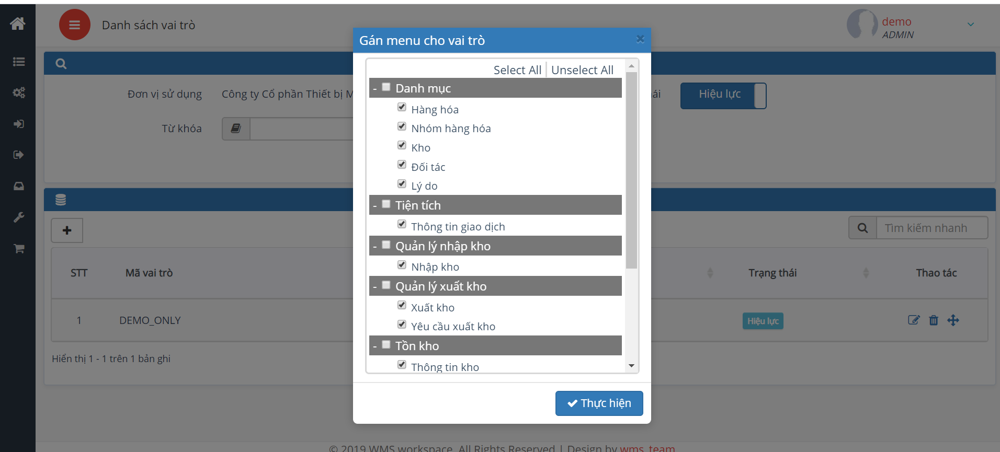 Danh sách vai trò
demo
ADMIN
Gán menu cho vai trò
Select All Unselect All
- Danh mục
Hàng hóa
Nhóm hàng hóa
Kho
Đối tác
Lý do
- Tiện tích
Thông tin giao dịch
- Quản lý nhập kho
Nhập kho
- Quản lý xuất kho
Xuất kho
Yêu cầu xuất kho
- Tồn kho
Thông tin kho
Thực hiện
Đơn vị sử dụng Công ty Cổ phần Thiết bị M
ái Hiệu lực
Từ khóa
Tìm kiếm nhanh
STT Mã vai trò Trạng thái Thao tác
1 DEMO_ONLY Hiệu lực
Hiển thị 1 - 1 trên 1 bản ghi
© 2019 WMS workspace. All Rights Reserved | Design by wms_team